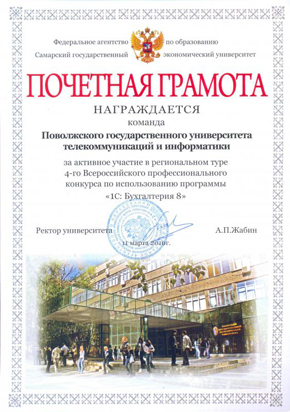 Федеральное агентство по образованию
Самарский государственный экономический университет
ПОЧЕТНАЯ ГРАМОТА
НАГРАЖДАЕТСЯ
команда
Поволжского государственного университета
телекоммуникаций и информатики
за активное участие в региональном туре
4-го Всероссийского профессионального
конкурса по использованию программы
«1С: Бухгалтерия 8»
Ректор университета А.П.Жабин
11 марта